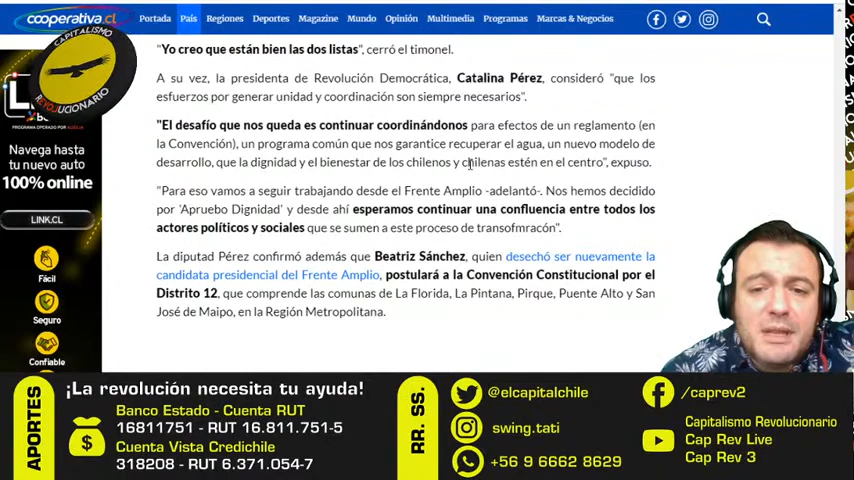 cooperativa.cl
Portada País Regiones Deportes Magazine Mundo Opinión Multimedia Programas Marcas & Negocios
CAPITALISMO
REVOLUCIONARIO
"Yo creo que están bien las dos listas", cerró el timonel.
A su vez, la presidenta de Revolución Democrática, Catalina Pérez, consideró "que los
esfuerzos por generar unidad y coordinación son siempre necesarios".
"El desafío que nos queda es continuar coordinándonos para efectos de un reglamento (en
la Convención), un programa común que nos garantice recuperar el agua, un nuevo modelo de
desarrollo, que la dignidad y el bienestar de los chilenos y chilenas estén en el centro", expuso.
"Para eso vamos a seguir trabajando desde el Frente Amplio -adelantó-. Nos hemos decidido
por 'Apruebo Dignidad' y desde ahí esperamos continuar una confluencia entre todos los
actores políticos y sociales que se sumen a este proceso de transofmración".
La diputad Pérez confirmó además que Beatriz Sánchez, quien desechó ser nuevamente la
candidata presidencial del Frente Amplio, postulará a la Convención Constitucional por el
Distrito 12, que comprende las comunas de La Florida, La Pintana, Pirque, Puente Alto y San
José de Maipo, en la Región Metropolitana.
Navega hasta
tu nuevo auto
100% online
LINK.CL
Fácil
Seguro
Confiable
APORTES
¡La revolución necesita tu ayuda!
Banco Estado - Cuenta RUT
16811751 - RUT 16.811.751-5
Cuenta Vista Credichile
318208 - RUT 6.371.054-7
RR. SS.
@elcapitalchile
swing.tati
+56 9 6662 8629
/caprev2
Capitalismo Revolucionario
Cap Rev Live
Cap Rev 3